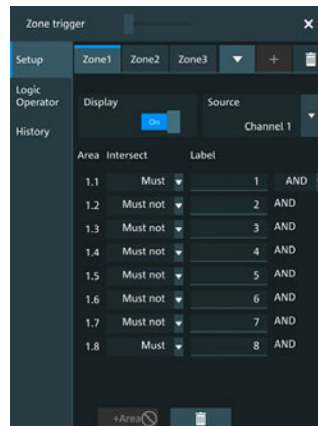 Zone trigger
Setup
Zone1 Zone2 Zone3
Logic
Operator
History
Display Source
On
Channel 1
Area Intersect Label
1.1 Must 1 AND
1.2 Must not 2 AND
1.3 Must not 3 AND
1.4 Must not 4 AND
1.5 Must not 5 AND
1.6 Must not 6 AND
1.7 Must not 7 AND
1.8 Must 8 AND
+Area